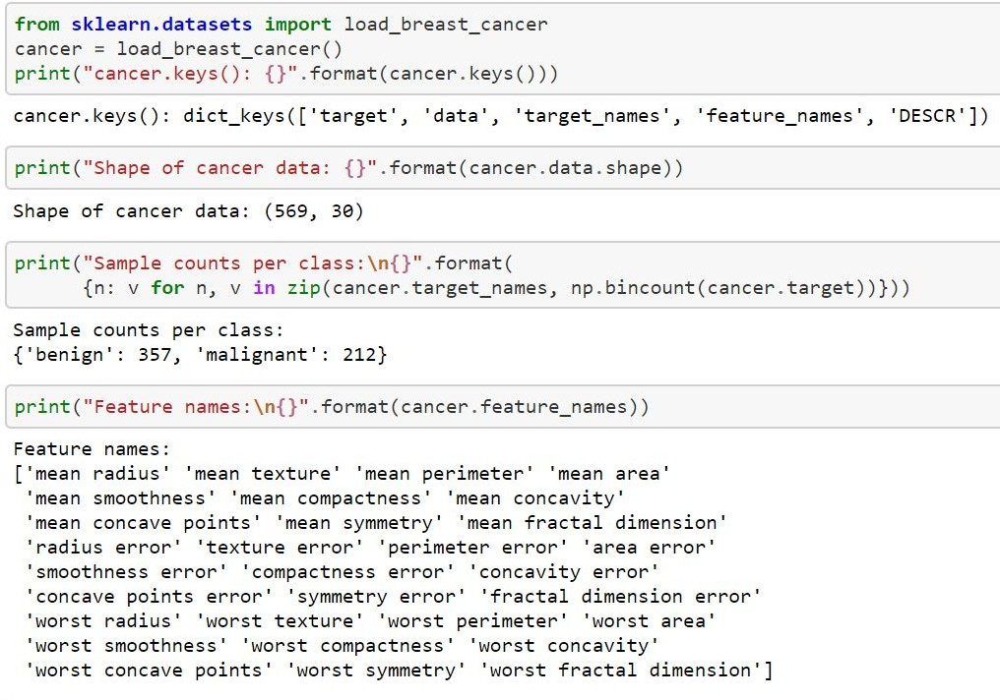 from sklearn.datasets import load_breast_cancer
cancer = load_breast_cancer()
print("cancer.keys(): {}".format(cancer.keys()))
cancer.keys(): dict_keys(['target', 'data', 'target_names', 'feature_names', 'DESCR'])
print("Shape of cancer data: {}".format(cancer.data.shape))
Shape of cancer data: (569, 30)
print("Sample counts per class:\n{}".format(
      {n: v for n, v in zip(cancer.target_names, np.bincount(cancer.target))}))
Sample counts per class:
{'benign': 357, 'malignant': 212}
print("Feature names:\n{}".format(cancer.feature_names))
Feature names:
['mean radius' 'mean texture' 'mean perimeter' 'mean area'
 'mean smoothness' 'mean compactness' 'mean concavity'
 'mean concave points' 'mean symmetry' 'mean fractal dimension'
 'radius error' 'texture error' 'perimeter error' 'area error'
 'smoothness error' 'compactness error' 'concavity error'
 'concave points error' 'symmetry error' 'fractal dimension error'
 'worst radius' 'worst texture' 'worst perimeter' 'worst area'
 'worst smoothness' 'worst compactness' 'worst concavity'
 'worst concave points' 'worst symmetry' 'worst fractal dimension']